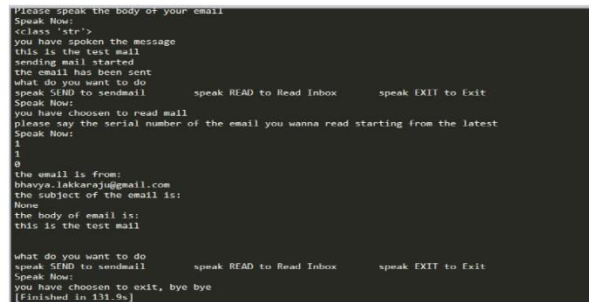 Please speak the body of your email
Speak Now:
<class 'str'>
you have spoken the message
this is the test mail
sending mail started
the email has been sent
what do you want to do
speak SEND to sendmail speak READ to Read Inbox speak EXIT to Exit
Speak Now:
you have choosen to read mail
please say the serial number of the email you wanna read starting from the latest
Speak Now:
1
1
0
the email is from:
bhavya.lakkaraju@gmail.com
the subject of the email is:
None
the body of email is:
this is the test mail
what do you want to do
speak SEND to sendmail speak READ to Read Inbox speak EXIT to Exit
Speak Now:
you have choosen to exit, bye bye
[Finished in 131.9s]